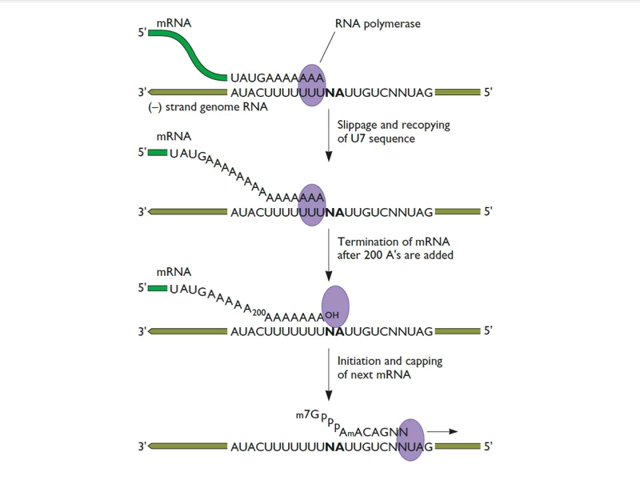 mRNA
RNA polymerase
5'
UAUGAAAAAAA
3' AUACUUUUUUUNAUUGUCNNUAG 5'
(–) strand genome RNA
Slippage and recopying
of U7 sequence
mRNA
5' UAUGAAAAAAAAAAAAAAA
3' AUACUUUUUUUNAUUGUCNNUAG 5'
Termination of mRNA
after 200 A's are added
mRNA
5' UAUGAAAAA200AAAAAAAOH
3' AUACUUUUUUUNAUUGUCNNUAG 5'
Initiation and capping
of next mRNA
m7GpppAmACAGNN
3' AUACUUUUUUUNAUUGUCNNUAG 5'